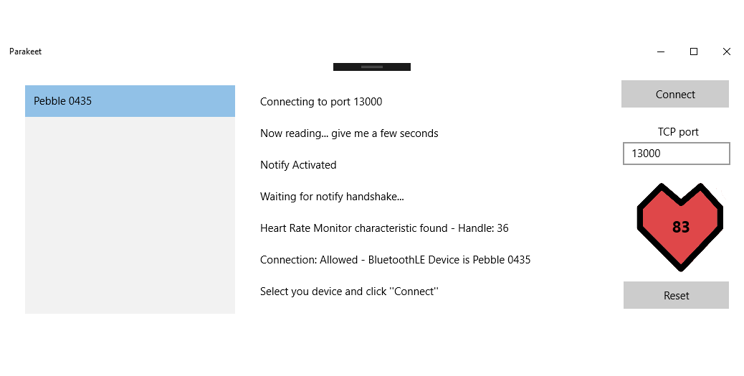 Parakeet
Pebble 0435
Connecting to port 13000
Now reading... give me a few seconds
Notify Activated
Waiting for notify handshake...
Heart Rate Monitor characteristic found - Handle: 36
Connection: Allowed - BluetoothLE Device is Pebble 0435
Select you device and click ''Connect''
Connect
TCP port
13000
83
Reset